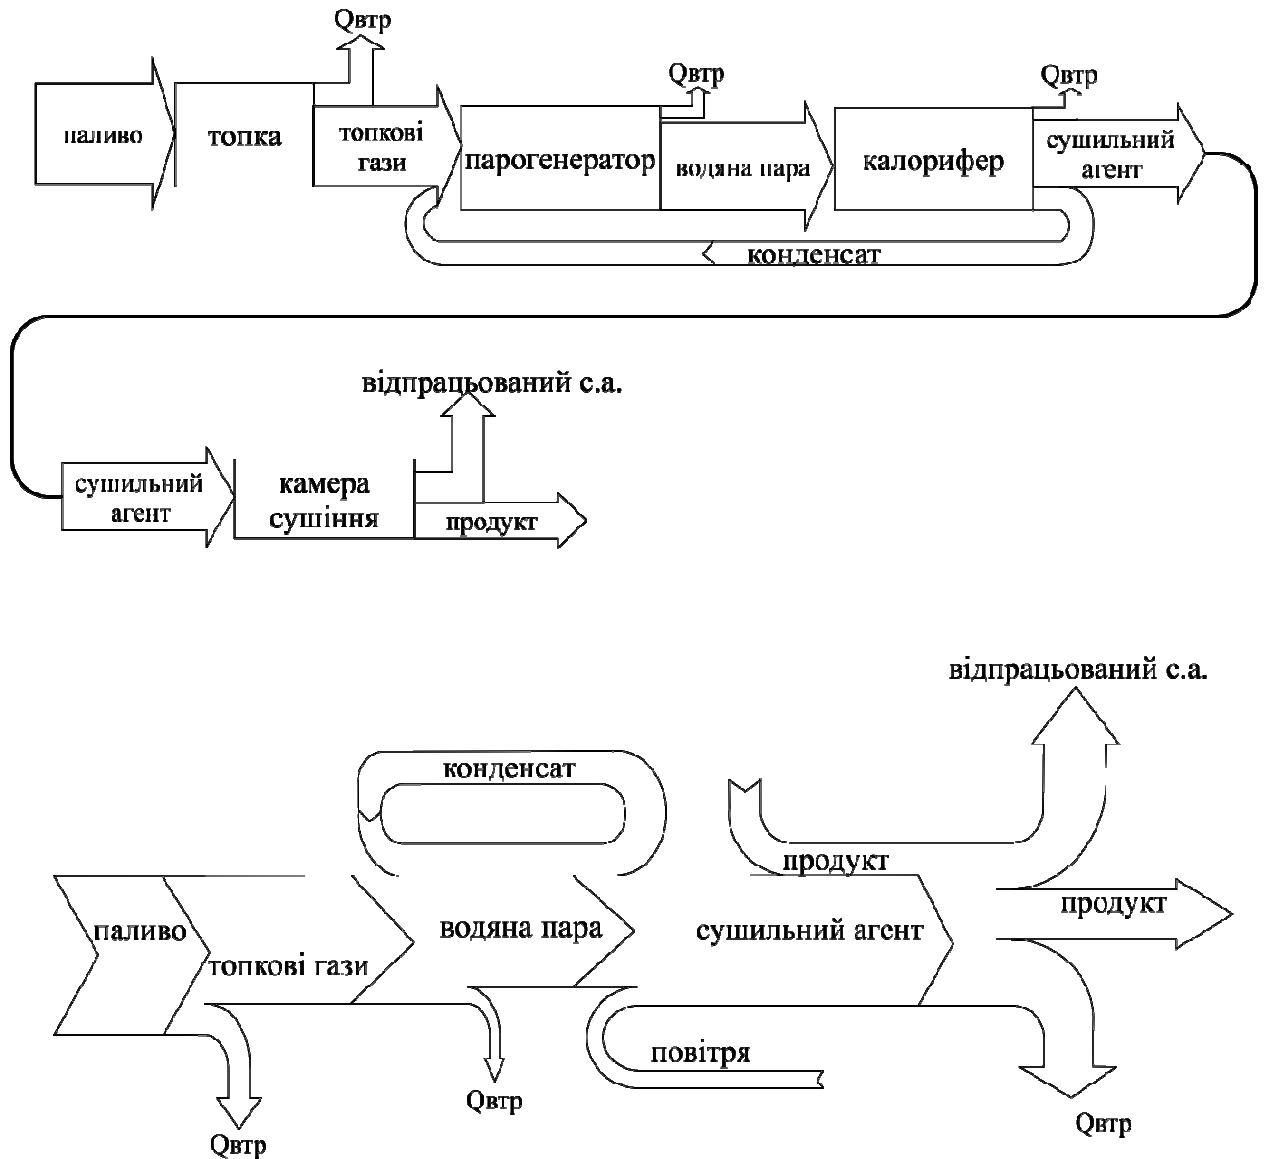 Qвтр
Qвтр
Qвтр
паливо
топка
топкові
гази
парогенератор
водяна пара
калорифер
сушильний
агент
конденсат
відпрацьований с.а.
сушильний
агент
камера
сушіння
продукт
відпрацьований с.а.
конденсат
продукт
продукт
паливо
топкові гази
водяна пара
сушильний агент
повітря
Qвтр
Qвтр
Qвтр